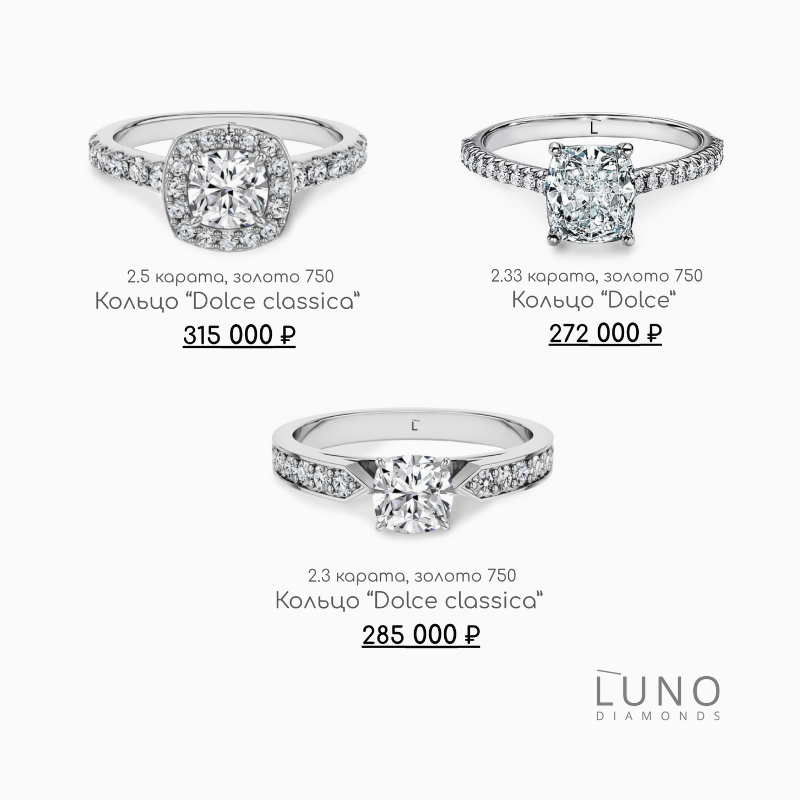 2.5 карата, золото 750
Кольцо “Dolce classica”
315 000 ₽
L
2.33 карата, золото 750
Кольцо “Dolce”
272 000 ₽
L
2.3 карата, золото 750
Кольцо “Dolce classica”
285 000 ₽
LUNO
DIAMONDS